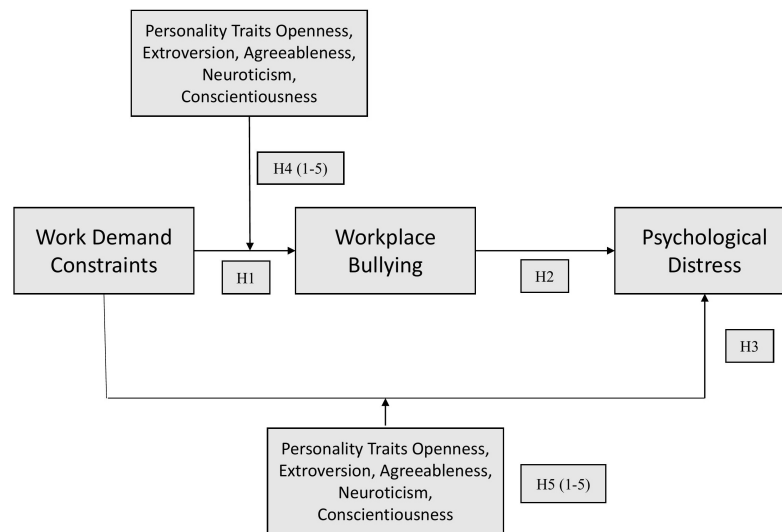 Personality Traits Openness,
Extroversion, Agreeableness,
Neuroticism,
Conscientiousness
H4 (1-5)
Work Demand
Constraints
H1
Workplace
Bullying
H2
Psychological
Distress
H3
Personality Traits Openness,
Extroversion, Agreeableness,
Neuroticism,
Conscientiousness
H5 (1-5)